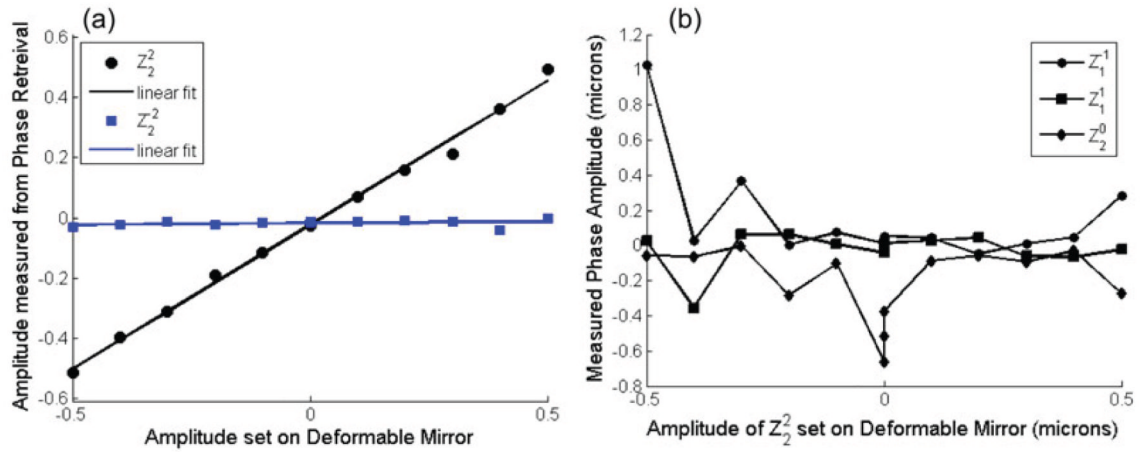 (a)
Amplitude measured from Phase Retreival
0.6
0.4
0.2
0
-0.2
-0.4
-0.6
Z₂²
linear fit
Z₂⁻²
linear fit
-0.5
0
0.5
Amplitude set on Deformable Mirror
(b)
Measured Phase Amplitude (microns)
1.2
1
0.8
0.6
0.4
0.2
0
-0.2
-0.4
-0.6
-0.8
Z₁⁻¹
Z₁¹
Z₂⁰
-0.5
0
0.5
Amplitude of Z₂² set on Deformable Mirror (microns)